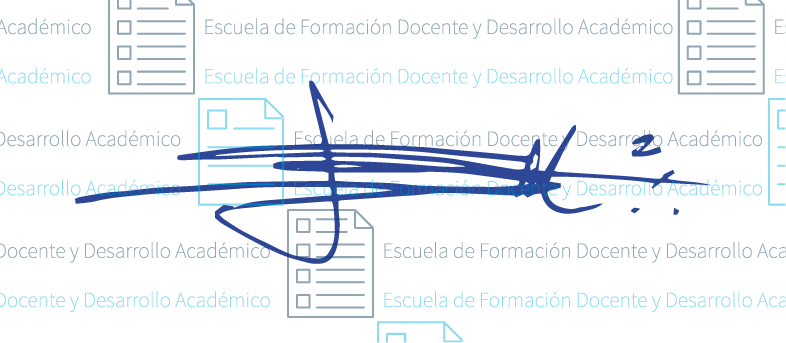 Académico Escuela de Formación Docente y Desarrollo Académico
Académico Escuela de Formación Docente y Desarrollo Académico
Desarrollo Académico Escuela de Formación Docente y Desarrollo Académico
Desarrollo Académico Escuela de Formación Docente y Desarrollo Académico
Docente y Desarrollo Académico Escuela de Formación Docente y Desarrollo
Docente y Desarrollo Académico Escuela de Formación Docente y Desarrollo